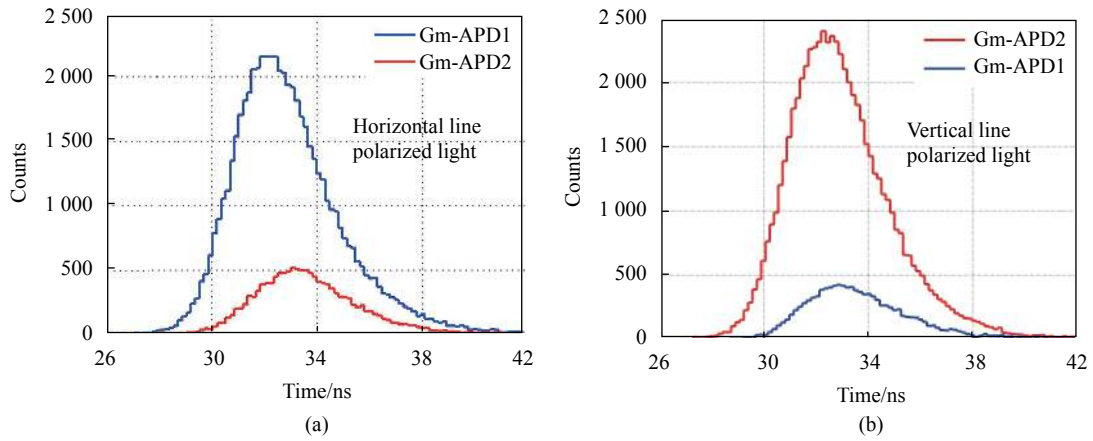 2 500
Gm-APD1
Gm-APD2
2 000
Horizontal line
polarized light
1 500
1 000
500
0
Counts
26 30 34 38 42
Time/ns
(a)
2 500
Gm-APD2
Gm-APD1
2 000
Vertical line
polarized light
1 500
1 000
500
0
Counts
26 30 34 38 42
Time/ns
(b)